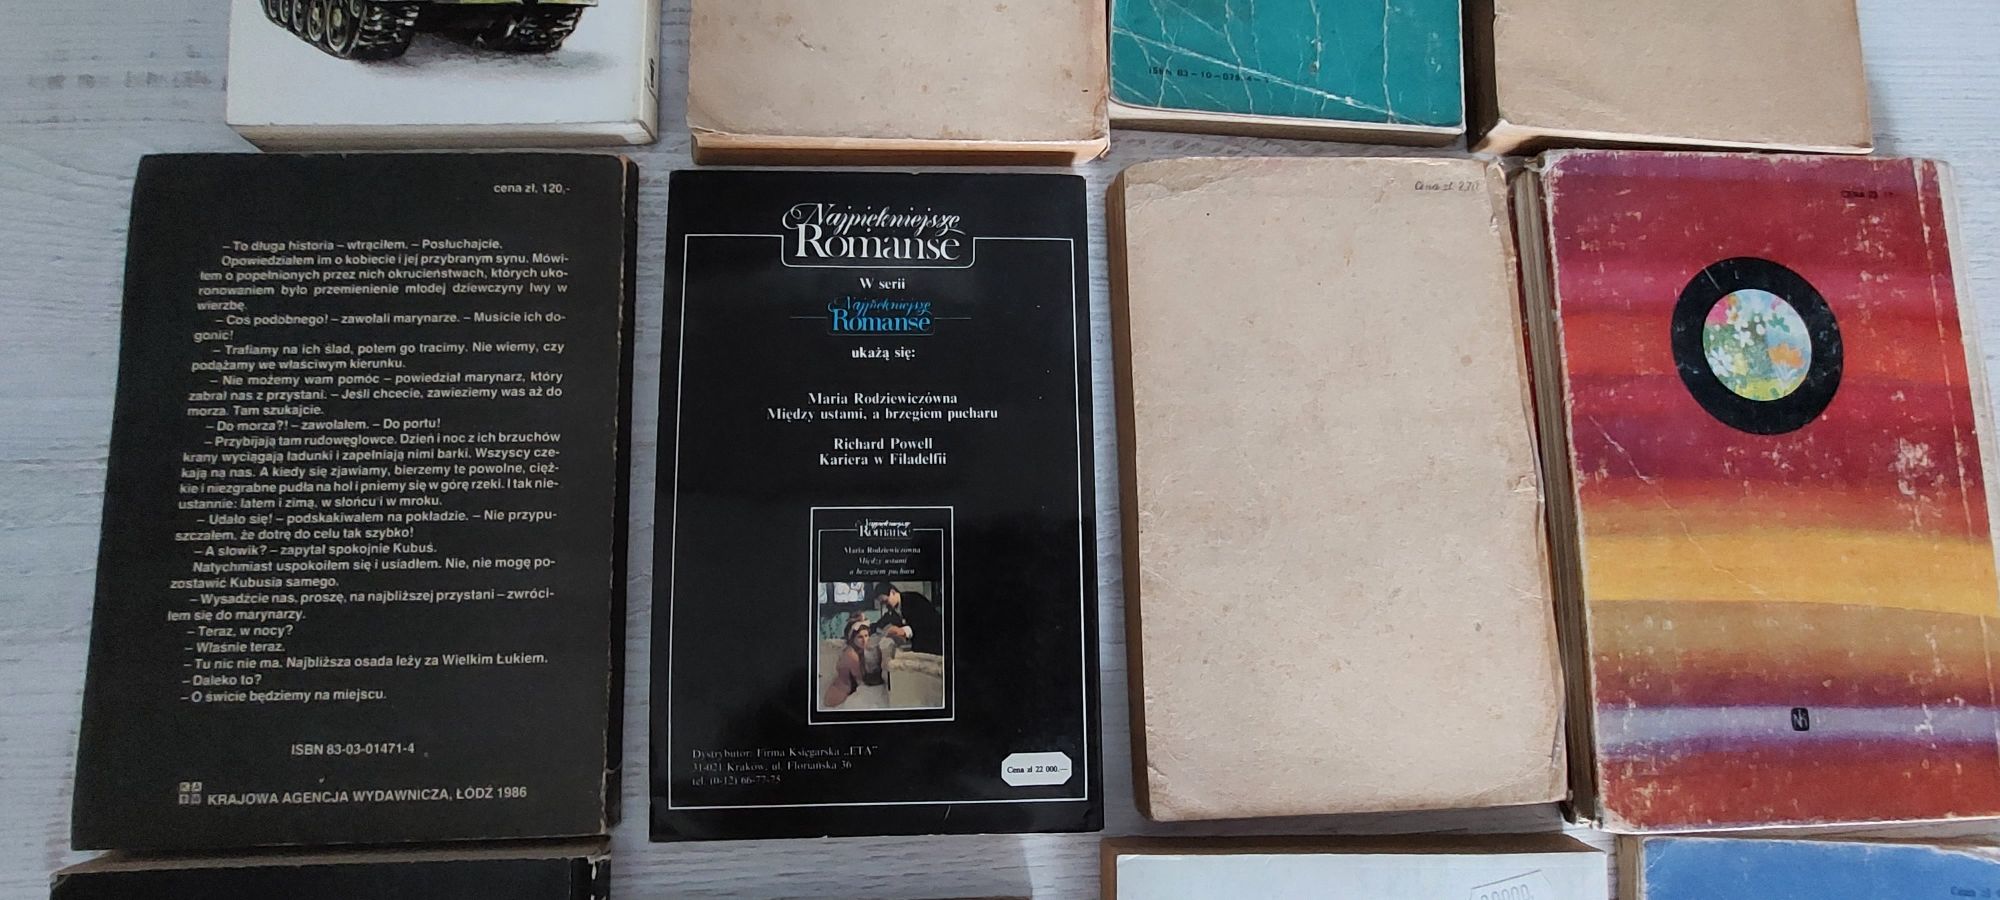 ISBN 83-10-
cena zł. 120,-
– To długa historia – wtrąciłem. – Posłuchajcie.
Opowiedziałem im o kobiecie i jej przybranym synu. Mówi-
łem o popełnionych przez nich okrucieństwach, których uko-
ronowaniem było przemienienie młodej dziewczyny Iwy w
wierzbę.
– Coś podobnego! – zawołali marynarze. – Musicie ich do-
gonić!
– Trafiamy na ich ślad, potem go tracimy. Nie wiemy, czy
podążamy we właściwym kierunku.
– Nie możemy wam pomóc – powiedział marynarz, który
zabrał nas z przystani. – Jeśli chcecie, zawieziemy was aż do
morza. Tam szukajcie.
– Do morza?! – zawołałem. – Do portu!
– Przybijają tam rudowęglowce. Dzień i noc z ich brzuchów
krany wyciągają ładunki i zapełniają nimi barki. Wszyscy cze-
kają na nas. A kiedy się zjawiamy, bierzemy te powolne, cięż-
kie i niezgrabne pudła na hol i pniemy się w górę rzeki. I tak nie-
ustannie: latem i zimą, w słońcu i w mroku.
– Udało się! – podskakiwałem na pokładzie. – Nie przypu-
szczałem, że dotrę do celu tak szybko!
– A słowik? – zapytał spokojnie Kubuś.
Natychmiast uspokoiłem się i usiadłem. Nie, nie mogę po-
zostawić Kubusia samego.
– Wysadźcie nas, proszę, na najbliższej przystani – zwróci-
łem się do marynarzy.
– Teraz, w nocy?
– Właśnie teraz.
– Tu nic nie ma. Najbliższa osada leży za Wielkim Łukiem.
– Daleko to?
– O świcie będziemy na miejscu.
ISBN 83-03-01471-4
KRAJOWA AGENCJA WYDAWNICZA, ŁÓDŹ 1986
Najpiękniejsze
Romanse
W serii
Najpiękniejsze
Romanse
ukażą się:
Maria Rodziewiczówna
Między ustami, a brzegiem pucharu
Richard Powell
Kariera w Filadelfii
Najpiękniejsze
Romanse
Maria Rodziewiczówna
Między ustami
a brzegiem pucharu
Dystrybutor: Firma Księgarska „ETA"
31-021 Kraków, ul. Floriańska 36
tel. (0-12) 66-77-75
Cena zł 22 000.—
Cena zł
Cena zł
Cena zł